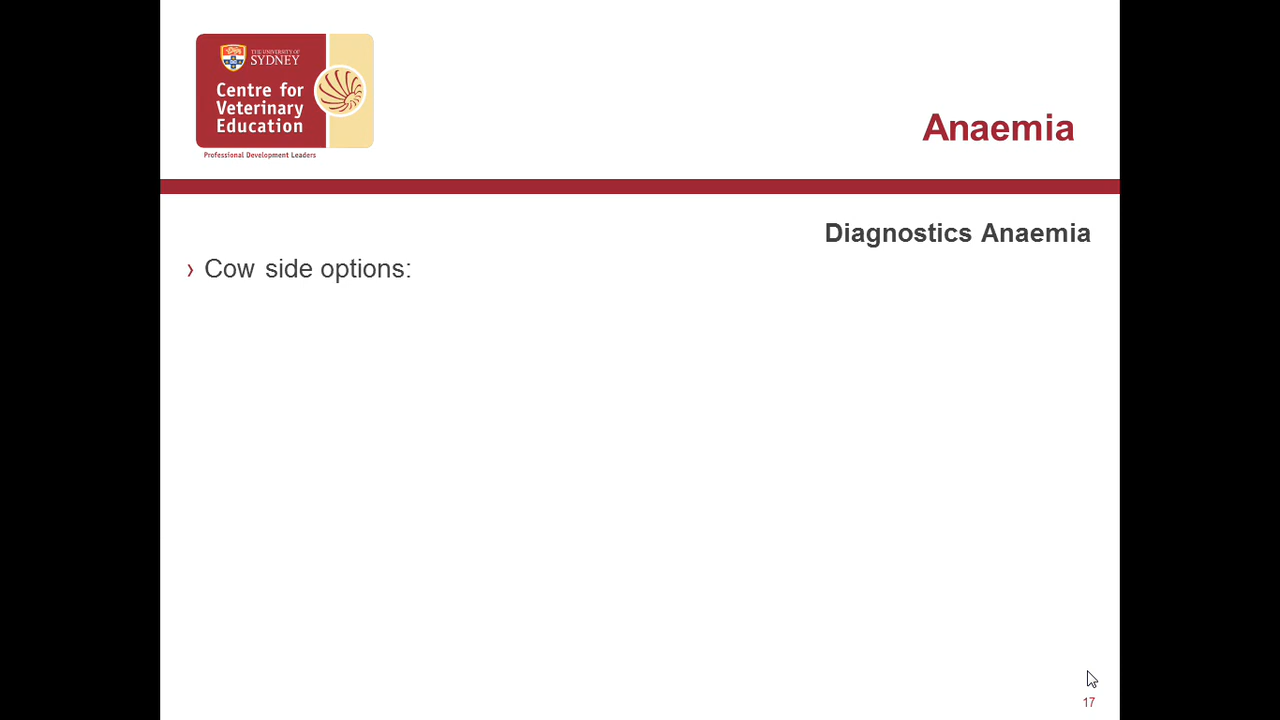 THE UNIVERSITY OF
SYDNEY
Centre for
Veterinary
Education
Professional Development Leaders
Anaemia
Diagnostics Anaemia
› Cow side options:
17